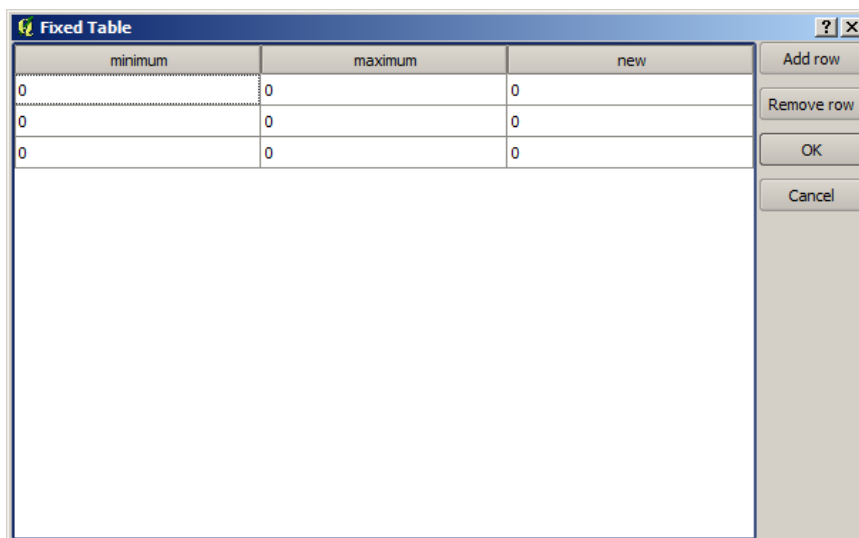 Fixed Table
minimum maximum new Add row
0 0 0
Remove row
0 0 0
0 0 0 OK
Cancel